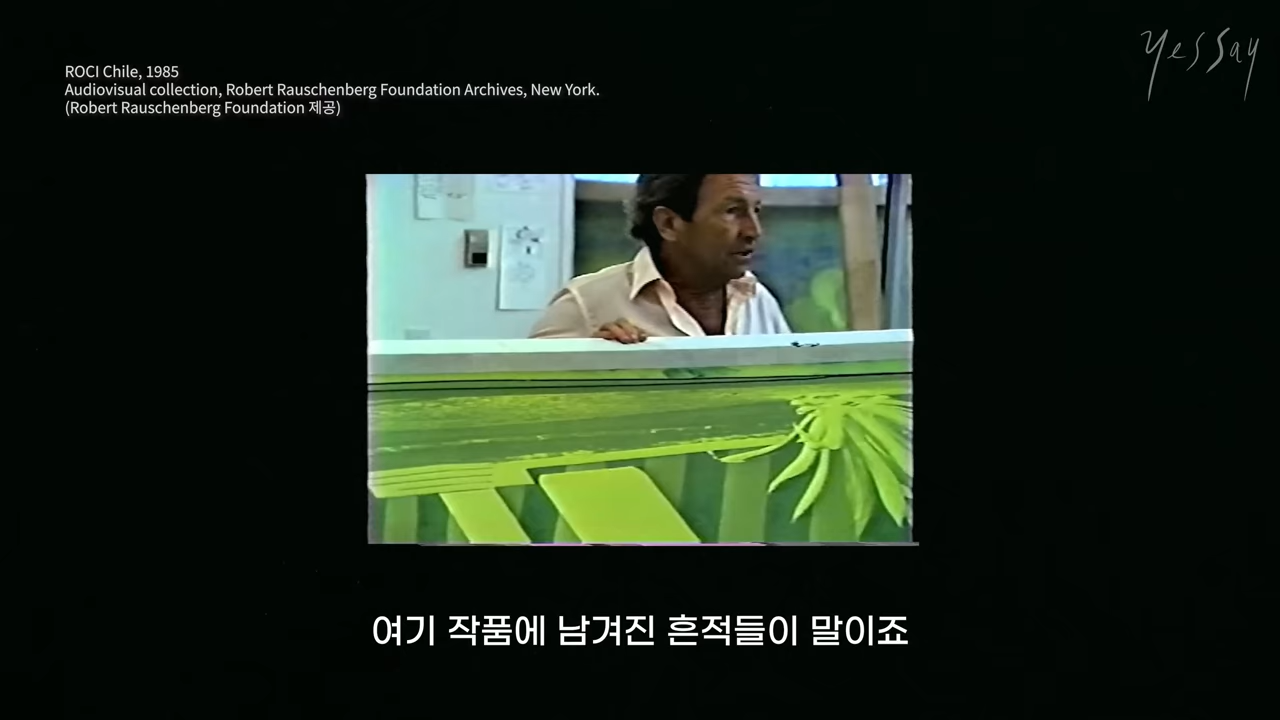 ROCI Chile, 1985
Audiovisual collection, Robert Rauschenberg Foundation Archives, New York.
(Robert Rauschenberg Foundation 제공)
yessay
여기 작품에 남겨진 흔적들이 말이죠